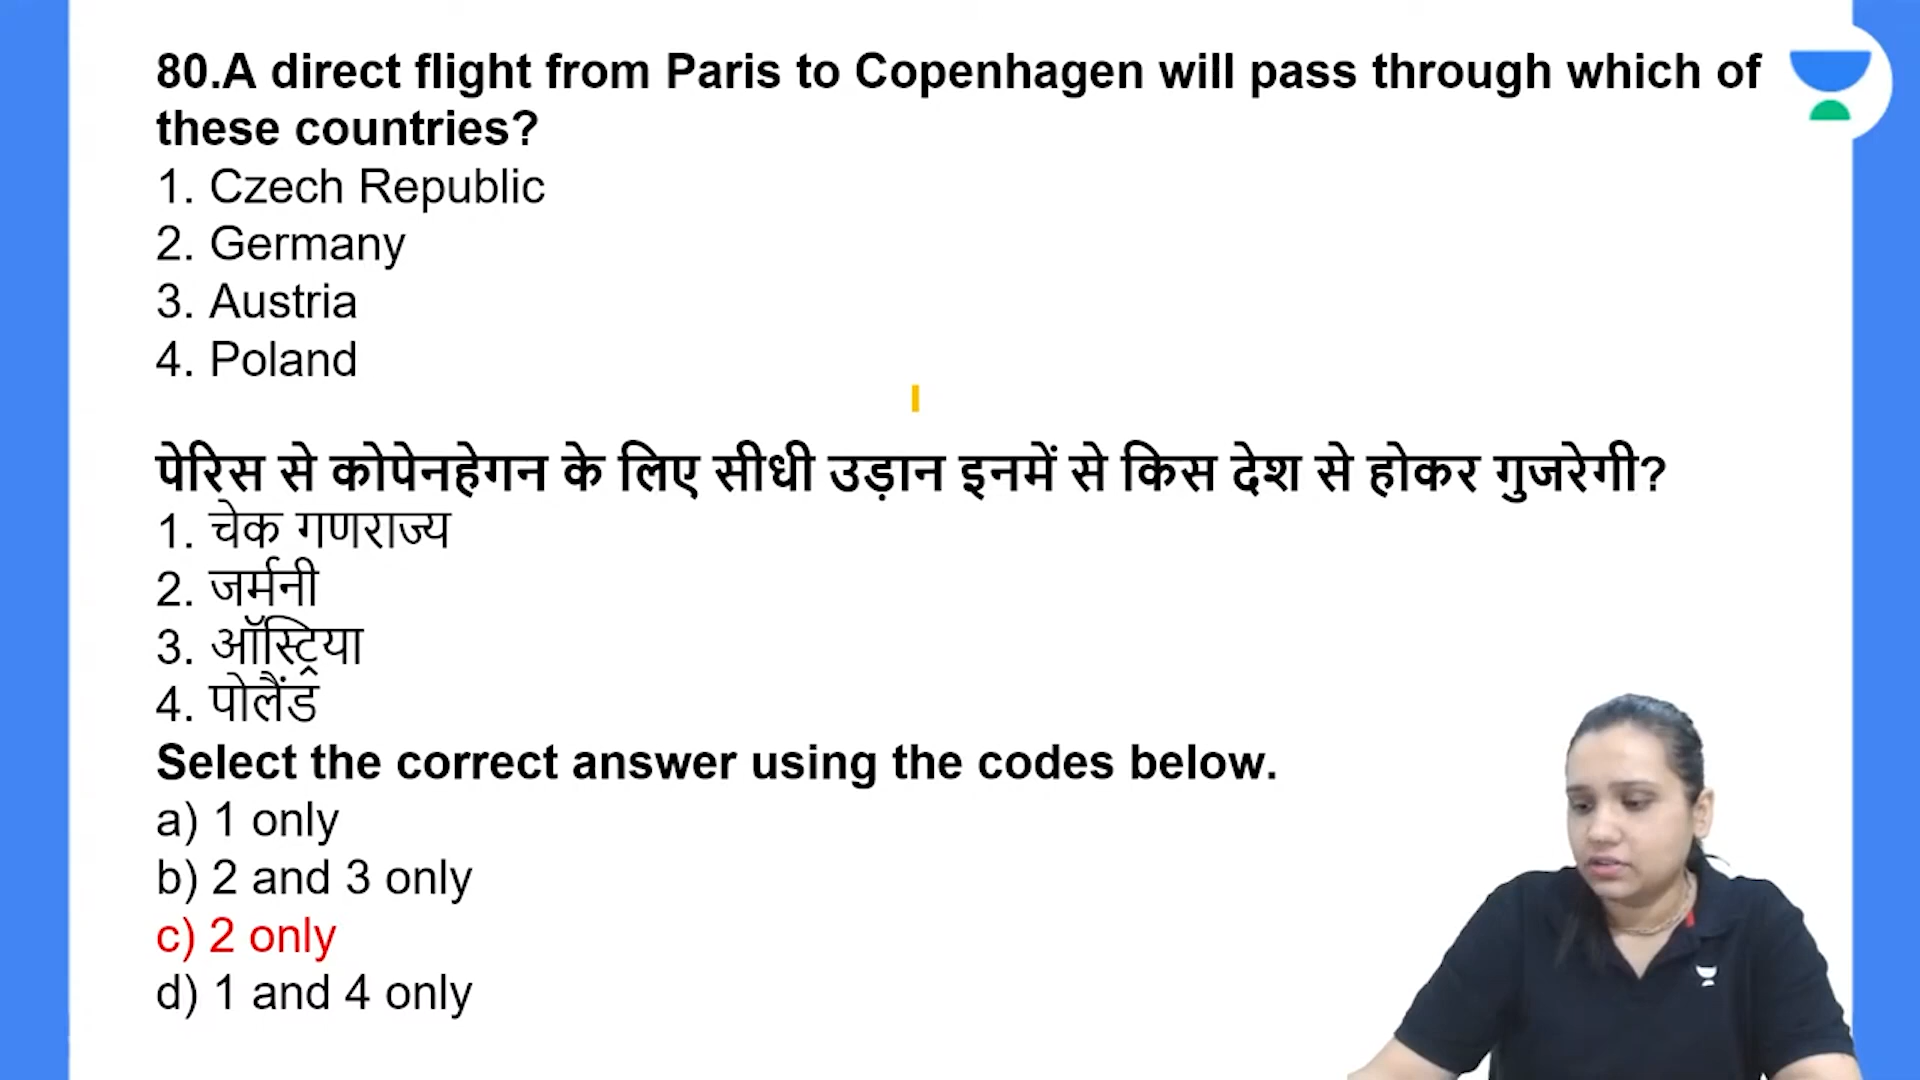 80.A direct flight from Paris to Copenhagen will pass through which of
these countries?
1. Czech Republic
2. Germany
3. Austria
4. Poland
पेरिस से कोपेनहेगन के लिए सीधी उड़ान इनमें से किस देश से होकर गुजरेगी?
1. चेक गणराज्य
2. जर्मनी
3. ऑस्ट्रिया
4. पोलैंड
Select the correct answer using the codes below.
a) 1 only
b) 2 and 3 only
c) 2 only
d) 1 and 4 only